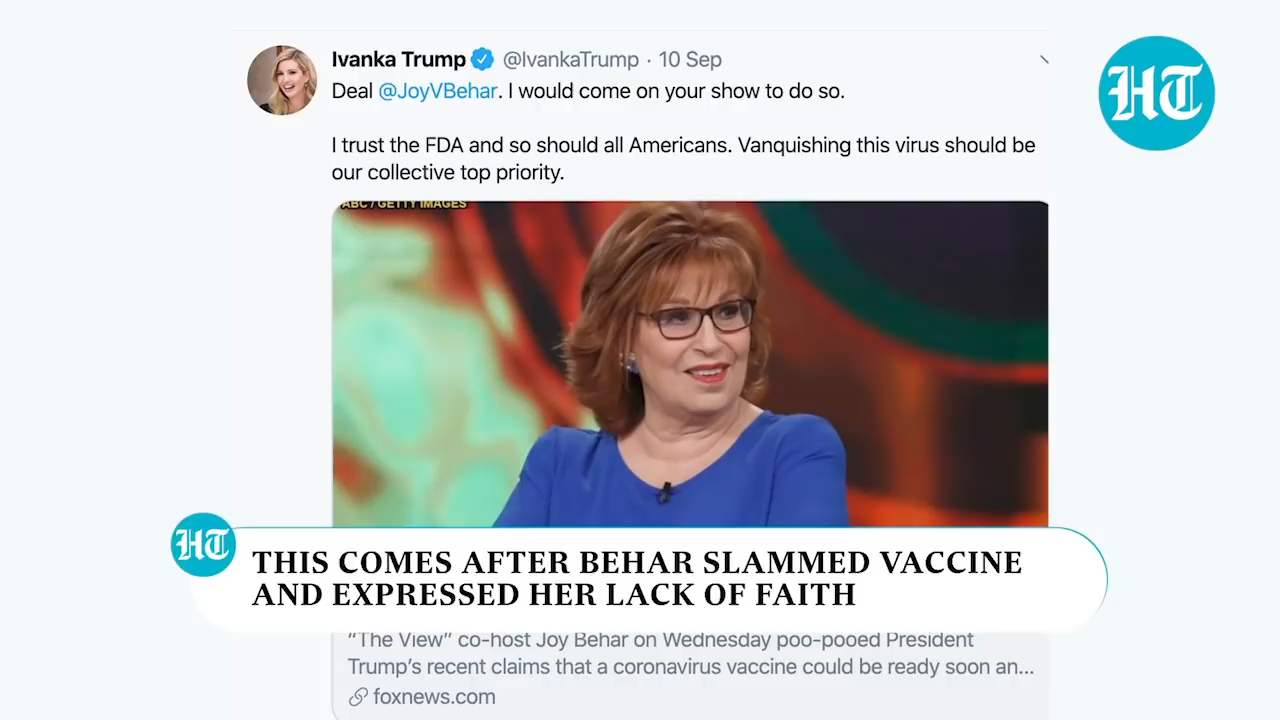 Ivanka Trump @IvankaTrump · 10 Sep
Deal @JoyVBehar. I would come on your show to do so.
I trust the FDA and so should all Americans. Vanquishing this virus should be
our collective top priority.
HT
ABC / GETTY IMAGES
HT
THIS COMES AFTER BEHAR SLAMMED VACCINE
AND EXPRESSED HER LACK OF FAITH
“The View” co-host Joy Behar on Wednesday poo-pooed President
Trump’s recent claims that a coronavirus vaccine could be ready soon an...
foxnews.com